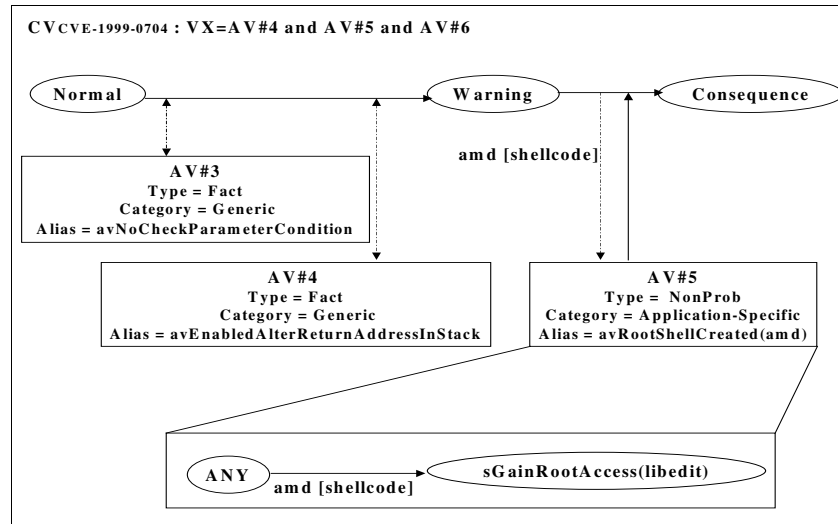 CVCVE-1999-0704 : VX=AV#4 and AV#5 and AV#6
Normal
Warning
Consequence
amd [shellcode]
AV#3
Type = Fact
Category = Generic
Alias = avNoCheckParameterCondition
AV#4
Type = Fact
Category = Generic
Alias = avEnabledAlterReturnAddressInStack
AV#5
Type = NonProb
Category = Application-Specific
Alias = avRootShellCreated(amd)
ANY
amd [shellcode]
sGainRootAccess(libedit)